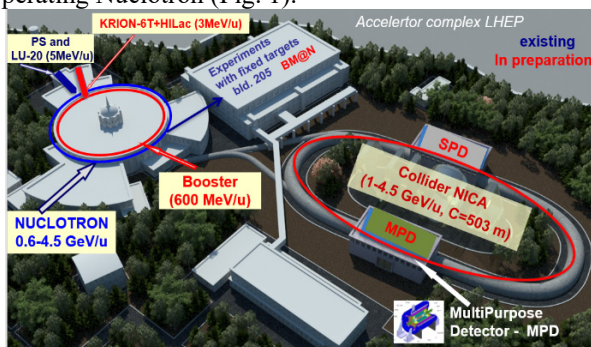 perating Nuclotron (Fig. 1).
Accelertor complex LHEP
KRION-6T+HILac (3MeV/u)
PS and
LU-20 (5MeV/u)
existing
In preparation
Experiments
with fixed targets
bld. 205 BM@N
SPD
Collider NICA
(1-4.5 GeV/u, C=503 m)
Booster
(600 MeV/u)
NUCLOTRON
0.6-4.5 GeV/u
MPD
MultiPurpose
Detector - MPD